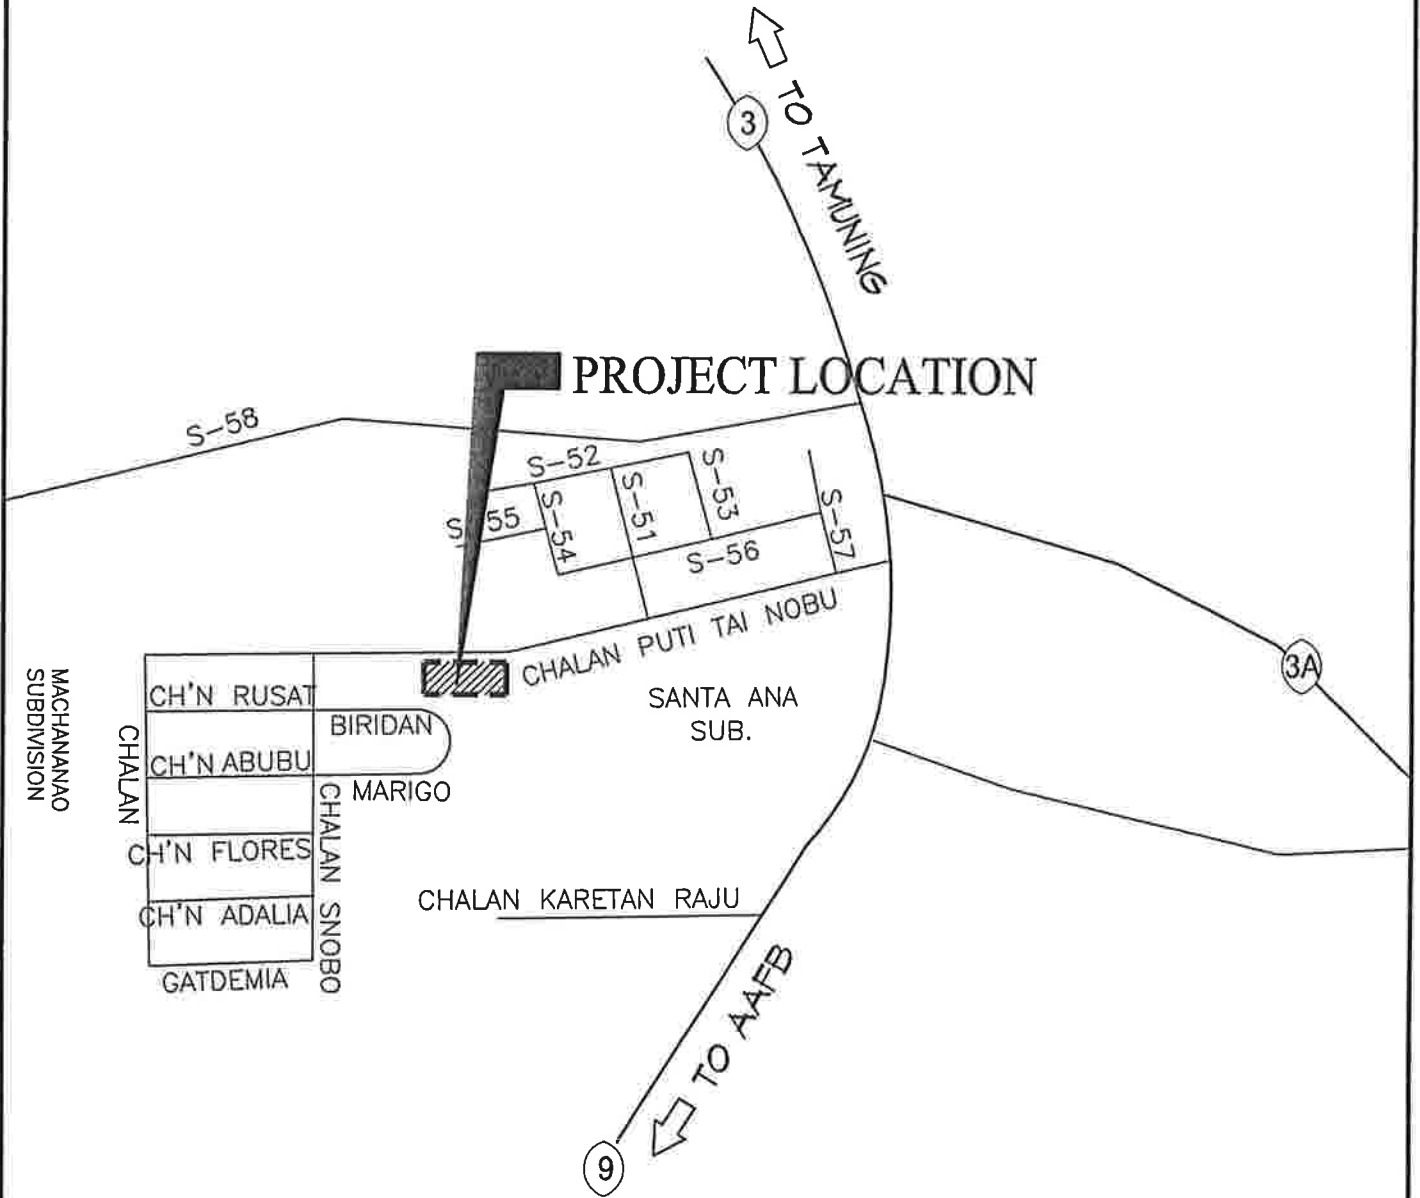 TO TAMUNING
3
PROJECT LOCATION
S-58
S-52
S-53
S-51
S-54
S-55
S-57
S-56
CHALAN PUTI TAI NOBU
3A
SANTA ANA
SUB.
MACHANANAO
SUBDIVISION
CHALAN
CH'N RUSAT
BIRIDAN
CH'N ABUBU
MARIGO
CHALAN SNOBO
CH'N FLORES
CH'N ADALIA
GATDEMIA
CHALAN KARETAN RAJU
TO AAFB
9